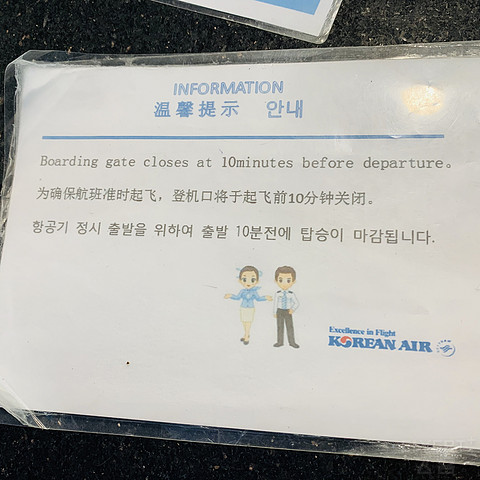 INFORMATION
温馨提示 안내
Boarding gate closes at 10minutes before departure。
为确保航班准时起飞，登机口将于起飞前10分钟关闭。
항공기 정시 출발을 위하여 출발 10분전에 탑승이 마감됩니다.
Excellence in Flight
KOREAN AIR